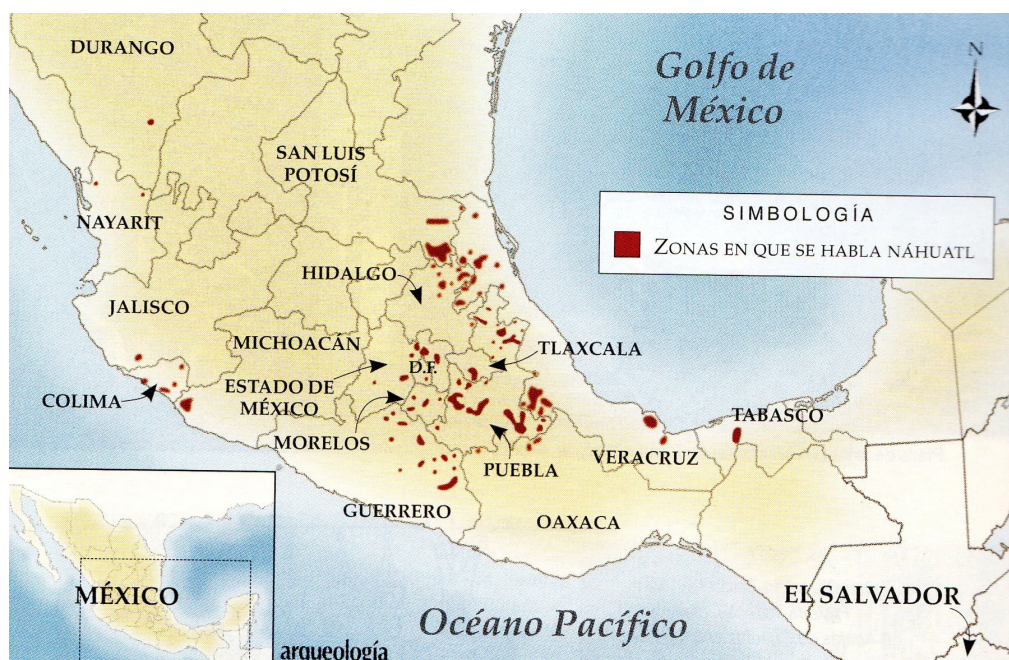 DURANGO
Golfo de
México
N
SAN LUIS
POTOSÍ
NAYARIT
SIMBOLOGÍA
ZONAS EN QUE SE HABLA NÁHUATL
HIDALGO
JALISCO
MICHOACÁN
TLAXCALA
D.F.
ESTADO DE
MÉXICO
COLIMA
TABASCO
MORELOS
VERACRUZ
PUEBLA
GUERRERO
OAXACA
MÉXICO
EL SALVADOR
Océano Pacífico
arqueología